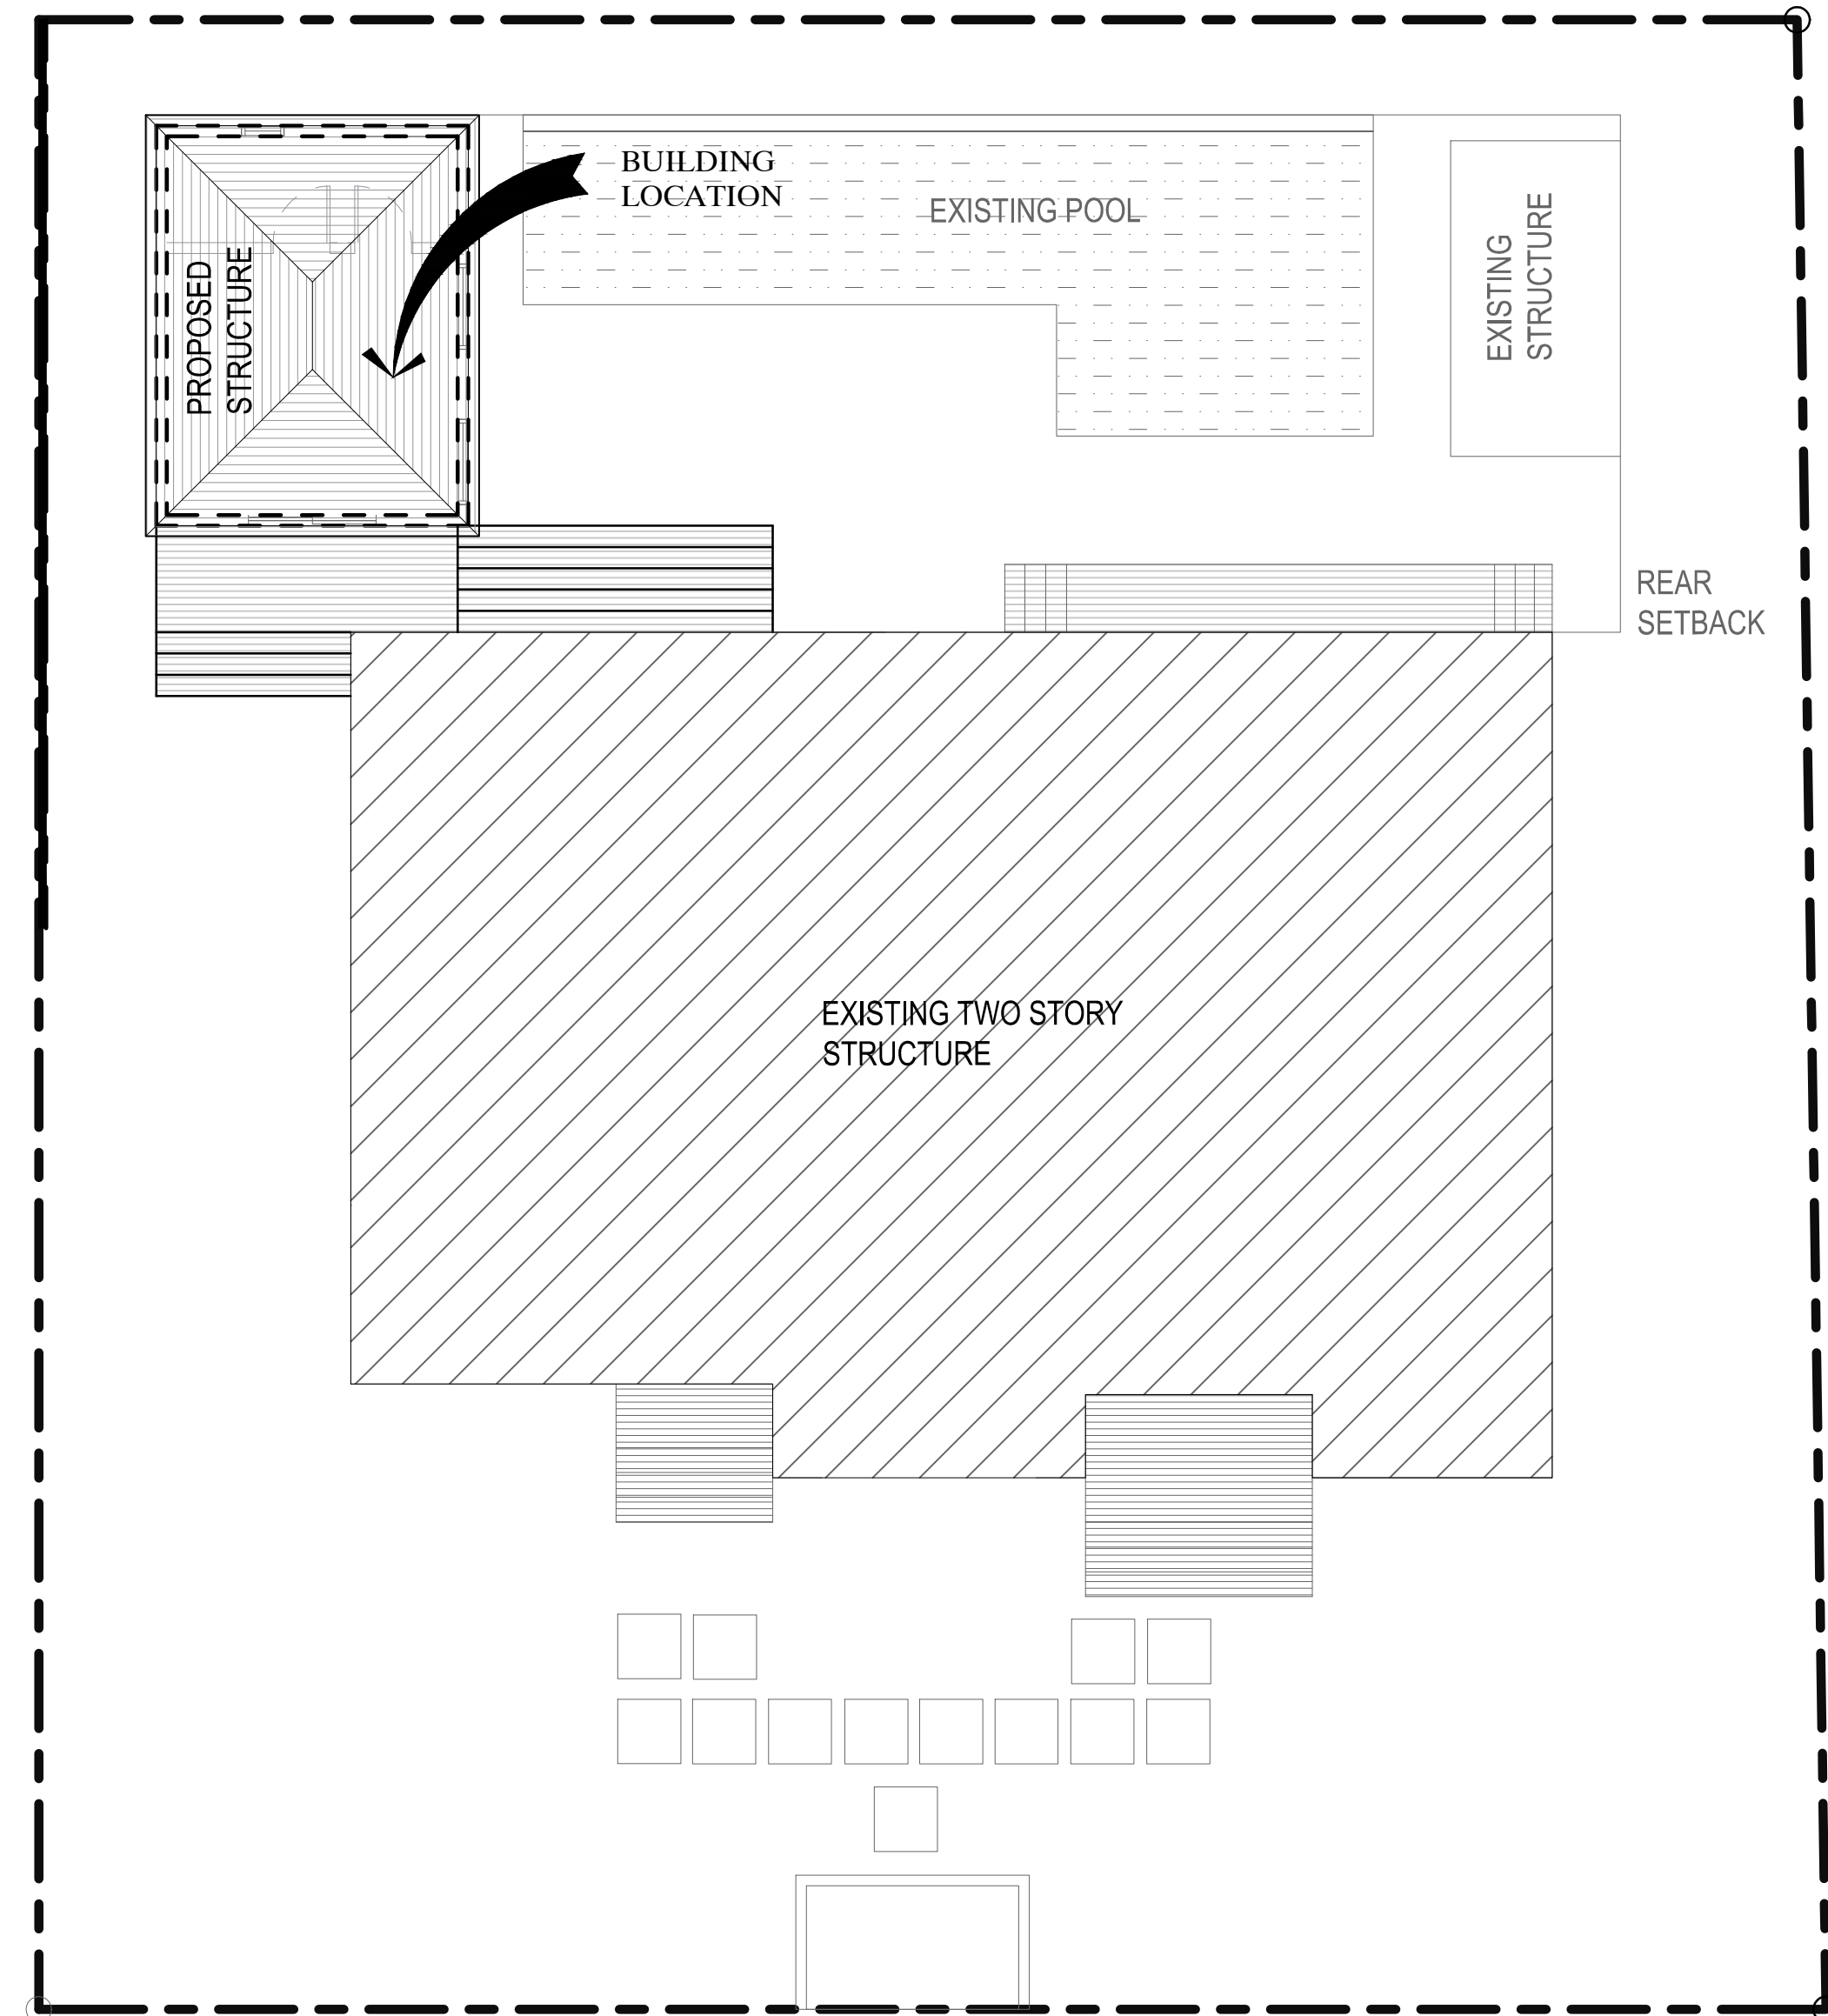 BUILDING
LOCATION
EXISTING POOL
EXISTING
STRUCTURE
PROPOSED
STRUCTURE
REAR
SETBACK
EXISTING TWO STORY
STRUCTURE